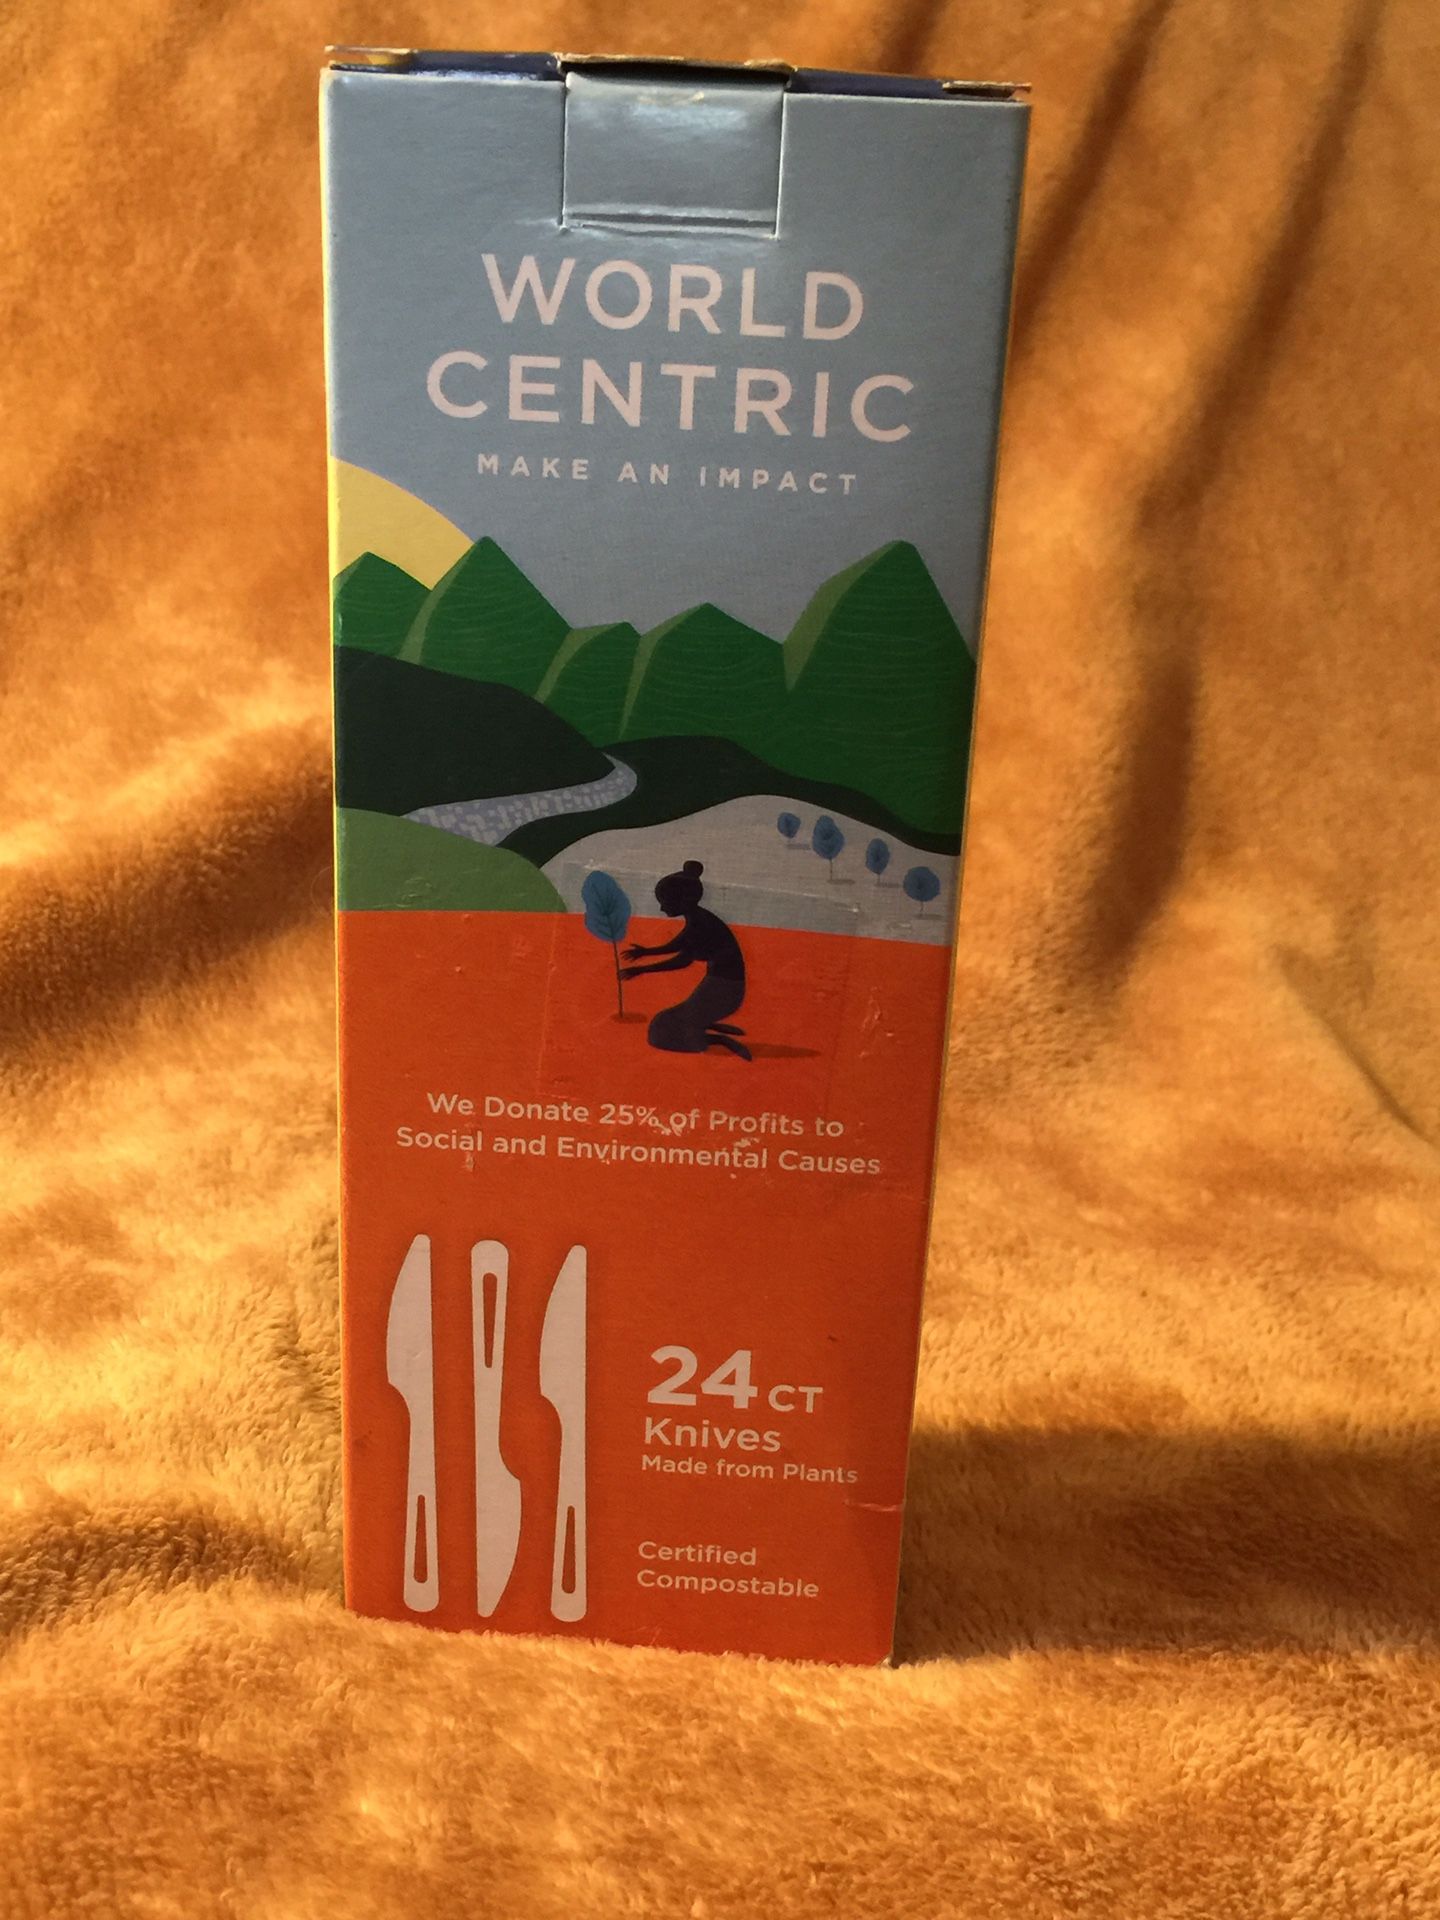 WORLD
CENTRIC
MAKE AN IMPACT
We Donate 25% of Profits to
Social and Environmental Causes
24 CT
Knives
Made from Plants
Certified
Compostable